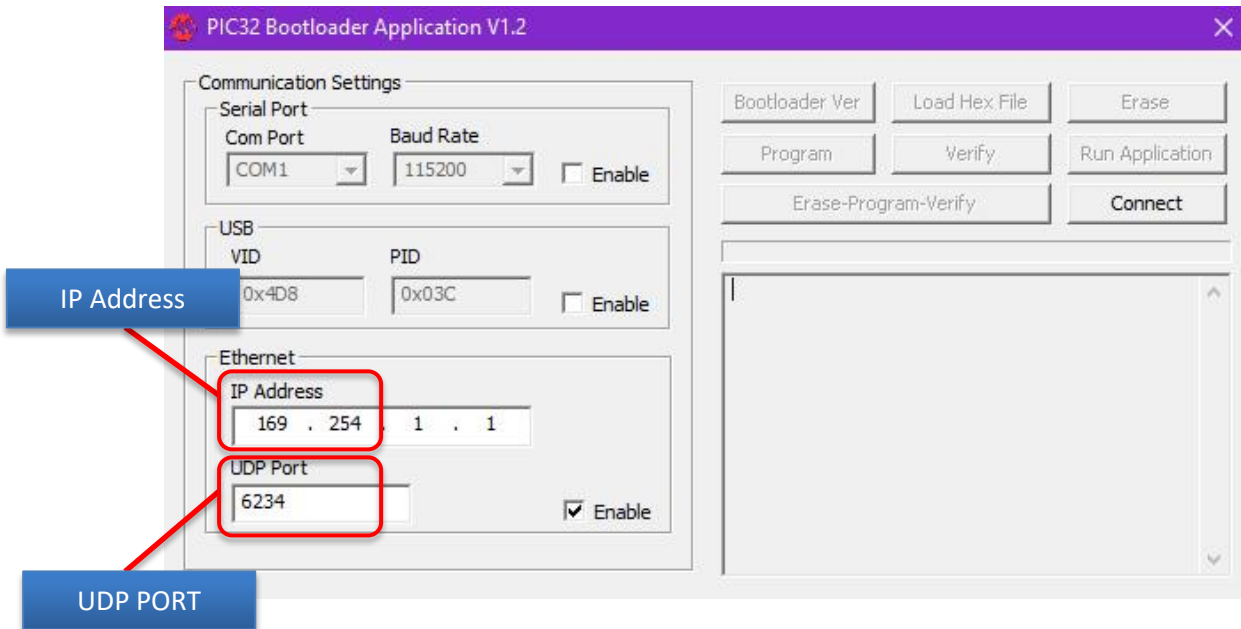 PIC32 Bootloader Application V1.2
Communication Settings
Serial Port
Com Port Baud Rate
COM1 115200 Enable
USB
VID PID
0x4D8 0x03C Enable
Ethernet
IP Address
169 . 254 . 1 . 1
UDP Port
6234 Enable
Bootloader Ver Load Hex File Erase
Program Verify Run Application
Erase-Program-Verify Connect
IP Address
UDP PORT